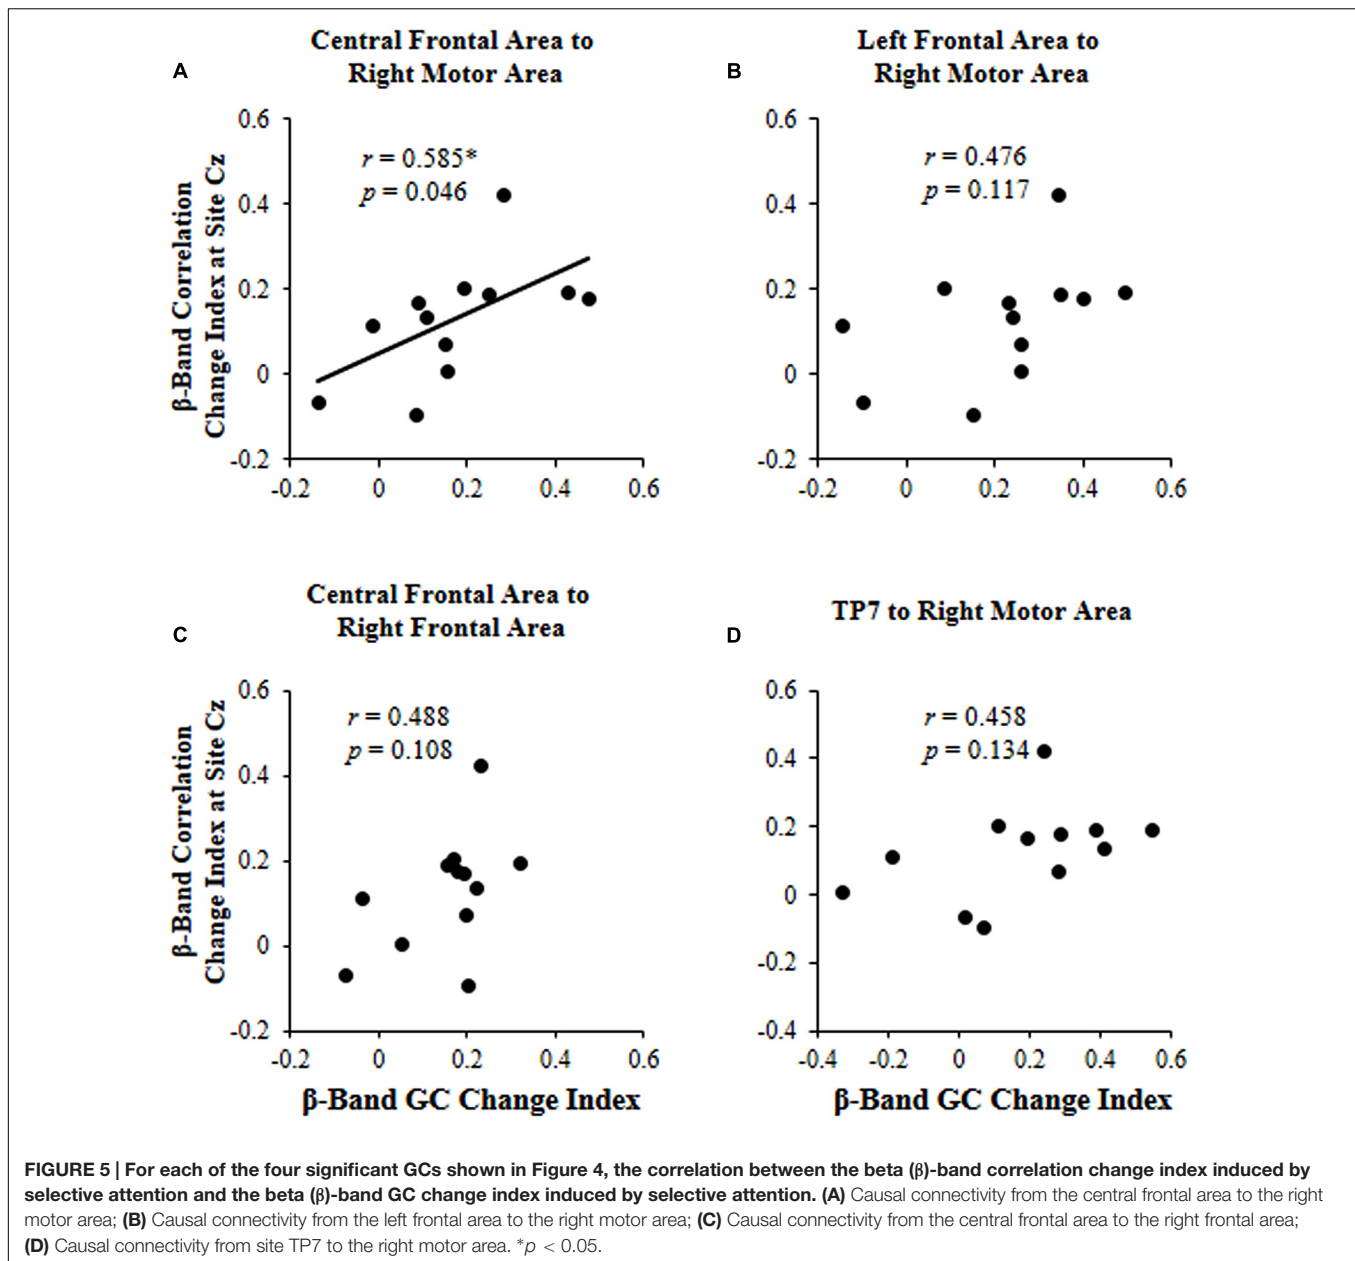 Central Frontal Area to
Right Motor Area
A
β-Band Correlation
Change Index at Site Cz
0.6
0.4
0.2
0
-0.2
r = 0.585*
p = 0.046
-0.2 0 0.2 0.4 0.6
Left Frontal Area to
Right Motor Area
B
0.6
0.4
0.2
0
-0.2
r = 0.476
p = 0.117
-0.2 0 0.2 0.4 0.6
Central Frontal Area to
Right Frontal Area
C
β-Band Correlation
Change Index at Site Cz
0.6
0.4
0.2
0
-0.2
r = 0.488
p = 0.108
-0.2 0 0.2 0.4 0.6
β-Band GC Change Index
TP7 to Right Motor Area
D
0.6
0.4
0.2
0
-0.2
-0.4
r = 0.458
p = 0.134
-0.4 -0.2 0 0.2 0.4 0.6
β-Band GC Change Index
FIGURE 5 | For each of the four significant GCs shown in Figure 4, the correlation between the beta (β)-band correlation change index induced by
selective attention and the beta (β)-band GC change index induced by selective attention. (A) Causal connectivity from the central frontal area to the right
motor area; (B) Causal connectivity from the left frontal area to the right motor area; (C) Causal connectivity from the central frontal area to the right frontal area;
(D) Causal connectivity from site TP7 to the right motor area. *p < 0.05.